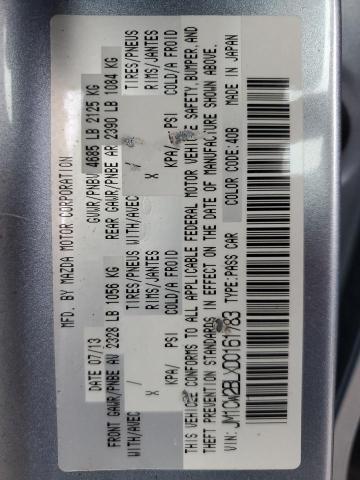 MFD. BY MAZDA MOTOR CORPORATION
DATE 07/13 GVWR/PNBV 4685 LB 2125 KG
FRONT GAWR/PNBE AV 2328 LB 1056 KG REAR GAWR/PNBE AR 2390 LB 1084 KG
WITH/AVEC / TIRES/PNEUS WITH/AVEC / TIRES/PNEUS
X RIMS/JANTES X RIMS/JANTES
KPA/ PSI COLD/A FROID KPA/ PSI COLD/A FROID
THIS VEHICLE CONFORMS TO ALL APPLICABLE FEDERAL MOTOR VEHICLE SAFETY,BUMPER,AND
THEFT PREVENTION STANDARDS IN EFFECT ON THE DATE OF MANUFACTURE SHOWN ABOVE.
VIN: TYPE:PASS CAR COLOR CODE: 40B MADE IN JAPAN